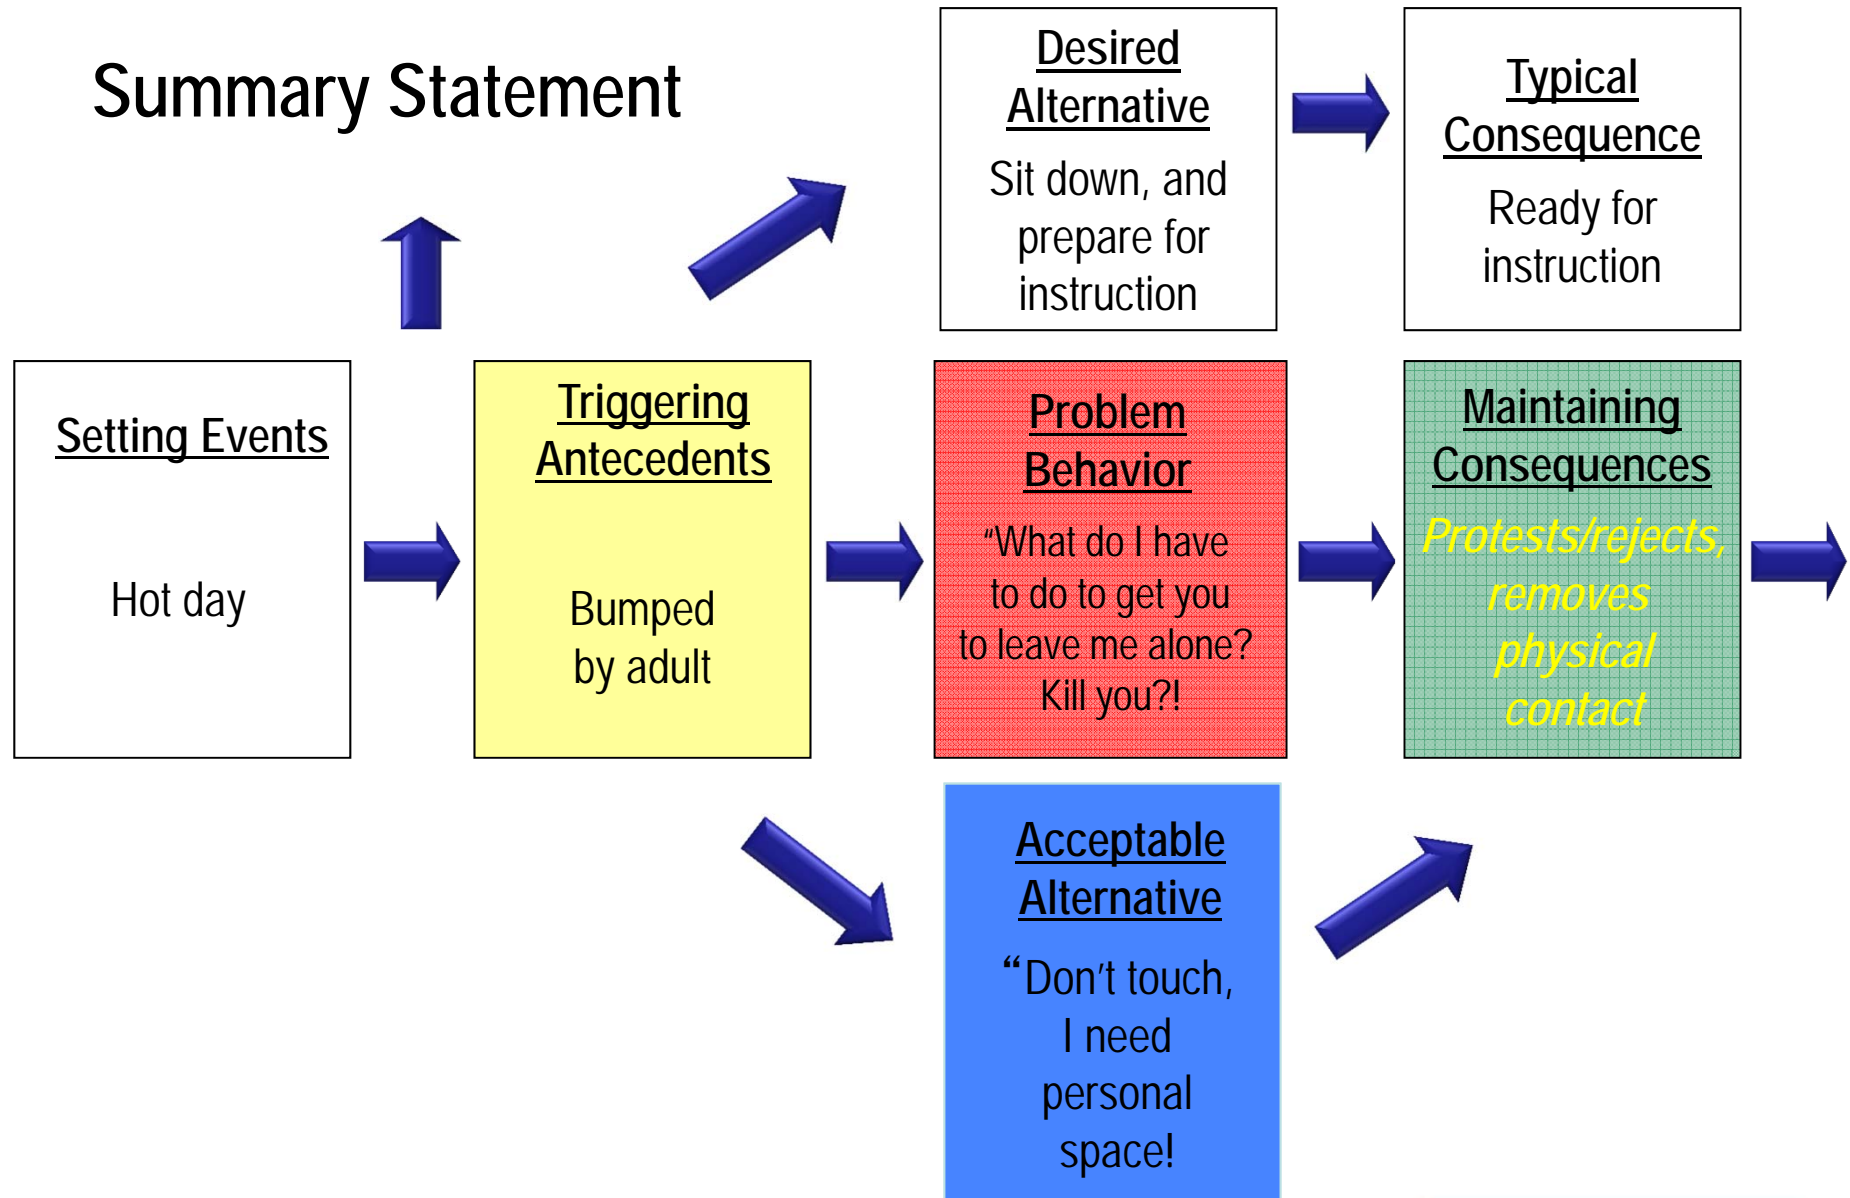 Summary Statement
Desired
Alternative
Sit down, and
prepare for
instruction
Typical
Consequence
Ready for
instruction
Setting Events
Hot day
Triggering
Antecedents
Bumped
by adult
Problem
Behavior
“What do I have
to do to get you
to leave me alone?
Kill you?!
Maintaining
Consequences
Protests/rejects,
removes
physical
contact
Acceptable
Alternative
“Don’t touch,
I need
personal
space!